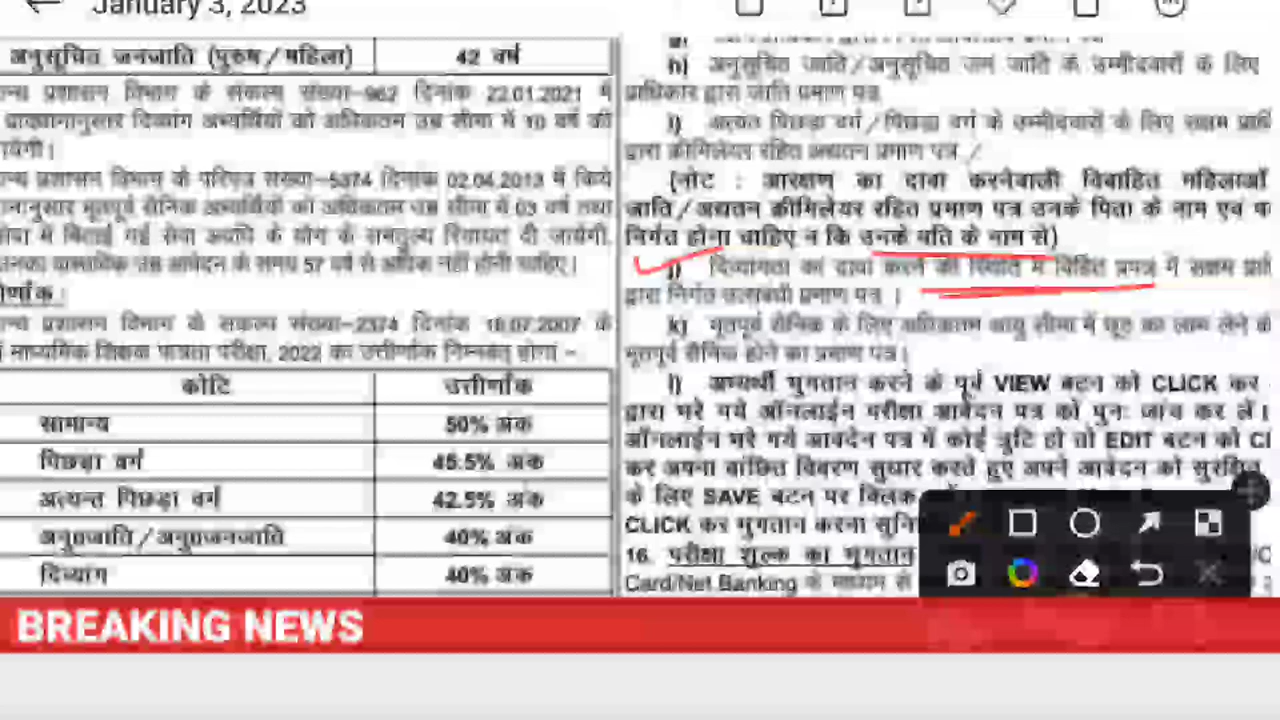 January 3, 2023
अनुसूचित जनजाति (पुरुष/महिला) 42 वर्ष
प्रशासन विभाग के संकल्प संख्या-962 दिनांक 22.01.2021 में
दिव्यांग अभ्यर्थियों को अधिकतम उम्र सीमा में 10 वर्ष की
प्रशासन विभाग के परिपत्र संख्या-5374 दिनांक 02.04.2013 में किये
भूतपूर्व सैनिक अभ्यर्थियों को अधिकतम उम्र सीमा में 03 वर्ष तथा
में बिताई गई सेवा अवधि के योग के समतुल्य रियायत दी जायेगी,
वास्तविक उम्र आवेदन के समय 57 वर्ष से अधिक नहीं होनी चाहिए।
प्रशासन विभाग के संकल्प संख्या-2374 दिनांक 16.07.2007 के
माध्यमिक शिक्षक पात्रता परीक्षा, 2022 का उत्तीर्णांक निम्नवत् होगा -
कोटि उत्तीर्णांक
सामान्य 50% अंक
पिछड़ा वर्ग 45.5% अंक
अत्यन्त पिछड़ा वर्ग 42.5% अंक
अनु०जाति/अनु०जनजाति 40% अंक
दिव्यांग 40% अंक
h) अनुसूचित जाति/अनुसूचित जन जाति के उम्मीदवारों के लिए
प्राधिकार द्वारा जाति प्रमाण पत्र
i) अत्यंत पिछड़ा वर्ग/पिछड़ा वर्ग के उम्मीदवारों के लिए सक्षम
द्वारा क्रीमिलेयर रहित अद्यतन प्रमाण पत्र /
(नोट : आरक्षण का दावा करनेवाली विवाहित महिलाओं
जाति/अद्यतन क्रीमिलेयर रहित प्रमाण पत्र उनके पिता के नाम एवं
निर्गत होना चाहिए न कि उनके पति के नाम से)
j) दिव्यांगता का दावा करने की स्थिति में विहित प्रपत्र में सक्षम
द्वारा निर्गत प्रमाण पत्र ।
k) भूतपूर्व सैनिक के लिए अधिकतम आयु सीमा में छूट का लाभ लेने
भूतपूर्व सैनिक होने का प्रमाण पत्र।
l) अभ्यर्थी भुगतान करने के पूर्व VIEW बटन को CLICK कर
द्वारा भरे गये ऑनलाईन परीक्षा आवेदन पत्र को पुनः जांच कर लें।
ऑनलाईन भरे गये आवदेन पत्र में कोई त्रुटि हो तो EDIT बटन को
कर अपना वांछित विवरण सुधार करते हुए अपने आवेदन को सुरक्षित
के लिए SAVE बटन पर क्लिक
CLICK कर भुगतान करना
16. परीक्षा शुल्क का भुगतान
Card/Net Banking के माध्यम से
BREAKING NEWS